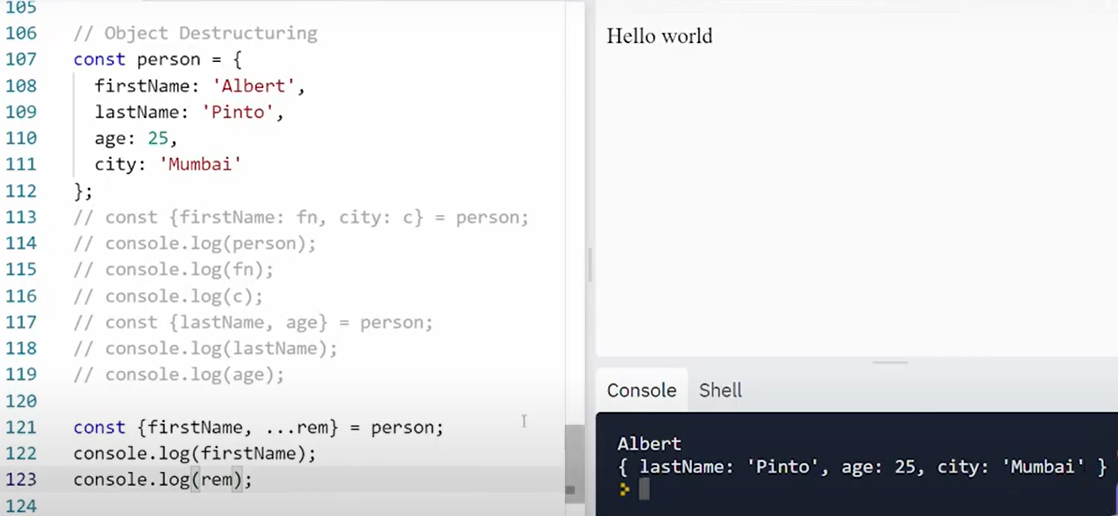 105
106 // Object Destructuring
107 const person = {
108 firstName: 'Albert',
109 lastName: 'Pinto',
110 age: 25,
111 city: 'Mumbai'
112 };
113 // const {firstName: fn, city: c} = person;
114 // console.log(person);
115 // console.log(fn);
116 // console.log(c);
117 // const {lastName, age} = person;
118 // console.log(lastName);
119 // console.log(age);
120
121 const {firstName, ...rem} = person;
122 console.log(firstName);
123 console.log(rem);
124
Hello world
Console Shell
Albert
{ lastName: 'Pinto', age: 25, city: 'Mumbai' }
>